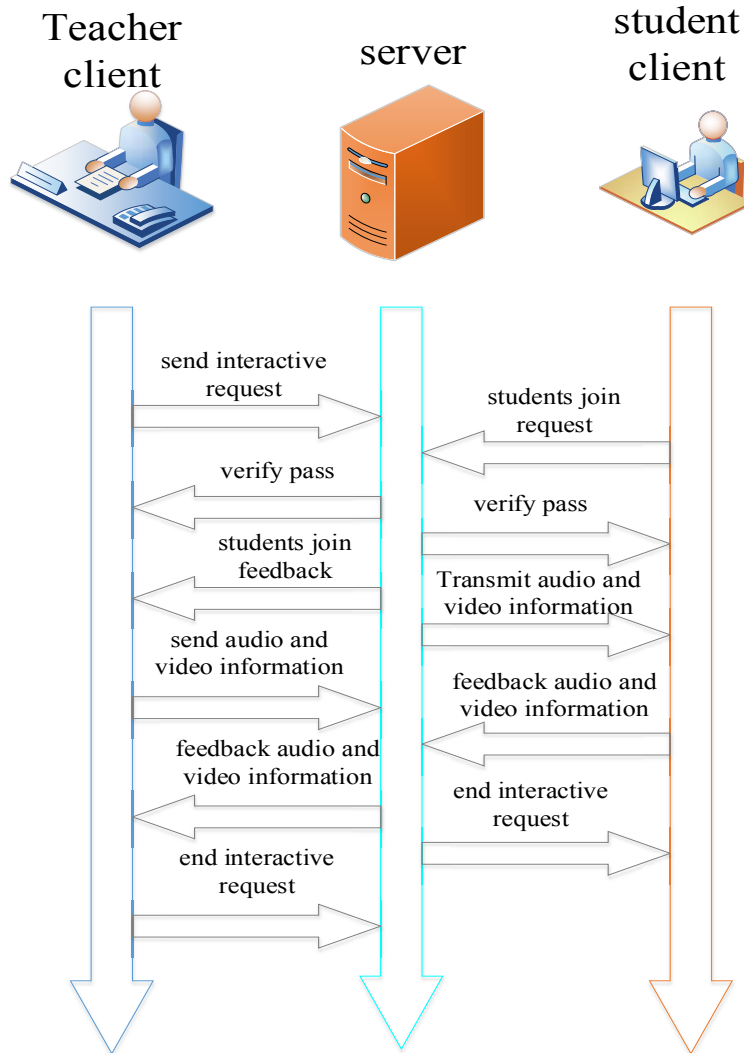 Teacher
client
server
student
client
send interactive
request
students join
request
verify pass
verify pass
students join
feedback
Transmit audio and
video information
send audio and
video information
feedback audio and
video information
feedback audio and
video information
end interactive
request
end interactive
request